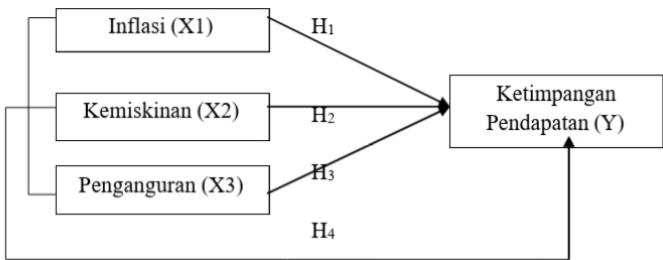 Inflasi (X1)
H₁
Kemiskinan (X2)
H₂
Ketimpangan
Pendapatan (Y)
Penganguran (X3)
H₃
H₄